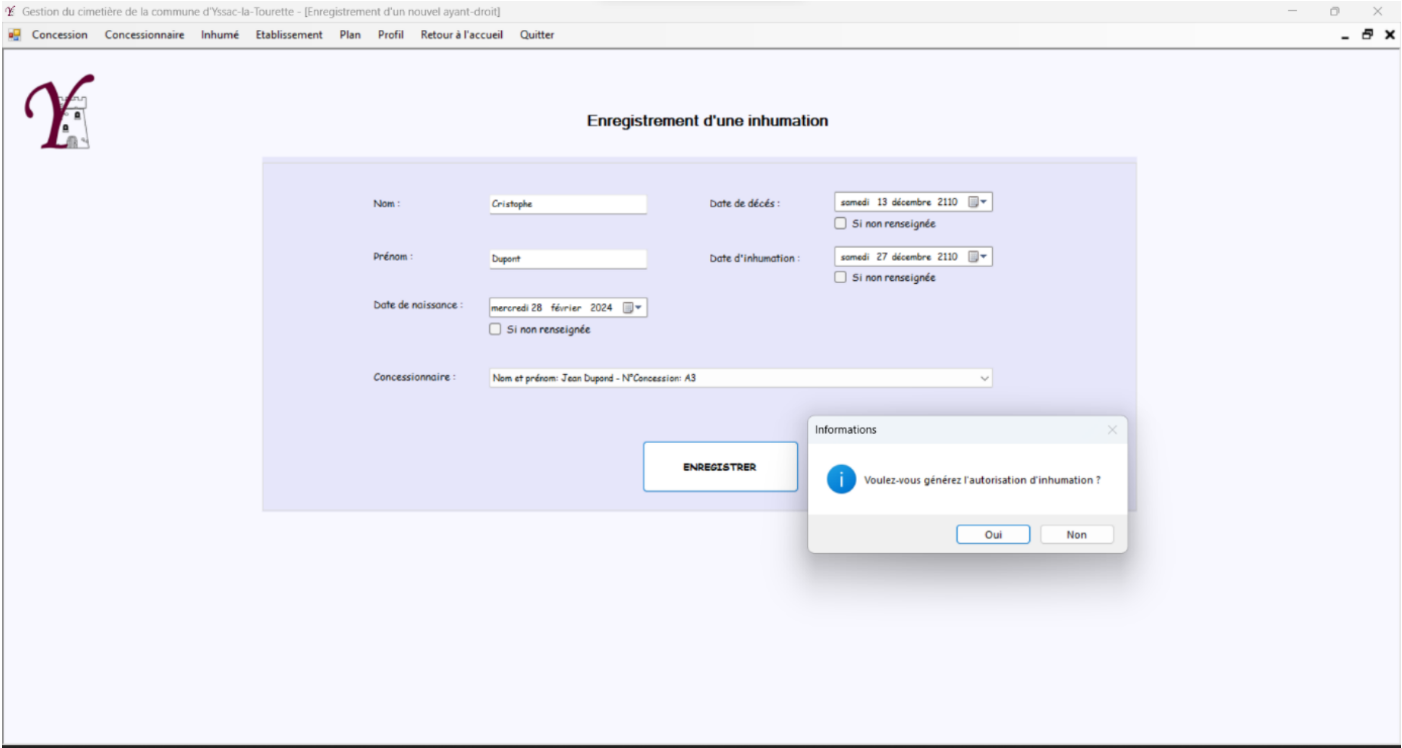 Gestion du cimetière de la commune d'Yssac-la-Tourette - [Enregistrement d'un nouvel ayant-droit]
Concession Concessionnaire Inhumé Etablissement Plan Profil Retour à l'accueil Quitter
Y
Enregistrement d'une inhumation
Nom : Cristophe Date de décés : samedi 13 décembre 2110
Si non renseignée
Prénom : Dupont Date d'inhumation : samedi 27 décembre 2110
Si non renseignée
Date de naissance : mercredi 28 février 2024
Si non renseignée
Concessionnaire : Nom et prénom: Jean Dupond - N°Concession: A3
ENREGISTRER
Informations
Voulez-vous générez l'autorisation d'inhumation ?
Oui Non